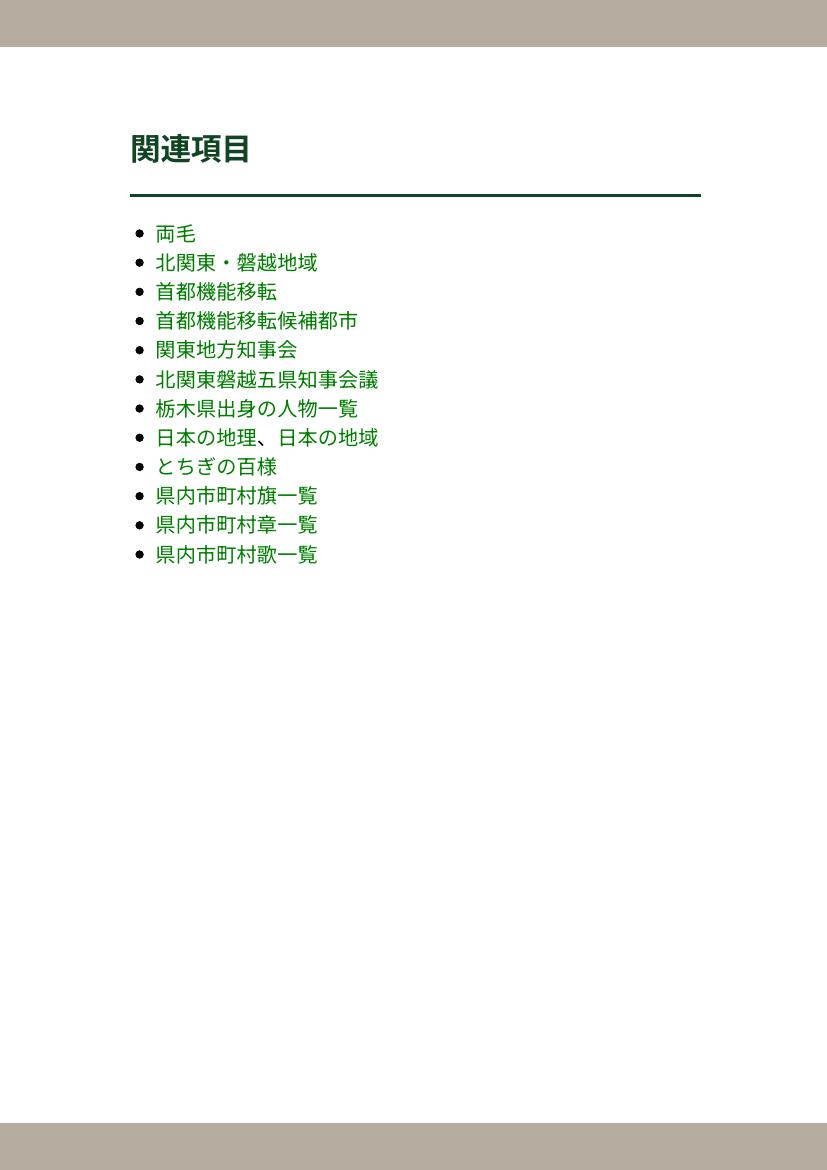 関連項目
両毛
北関東・磐越地域
首都機能移転
首都機能移転候補都市
関東地方知事会
北関東磐越五県知事会議
栃木県出身の人物一覧
日本の地理、日本の地域
とちぎの百様
県内市町村旗一覧
県内市町村章一覧
県内市町村歌一覧